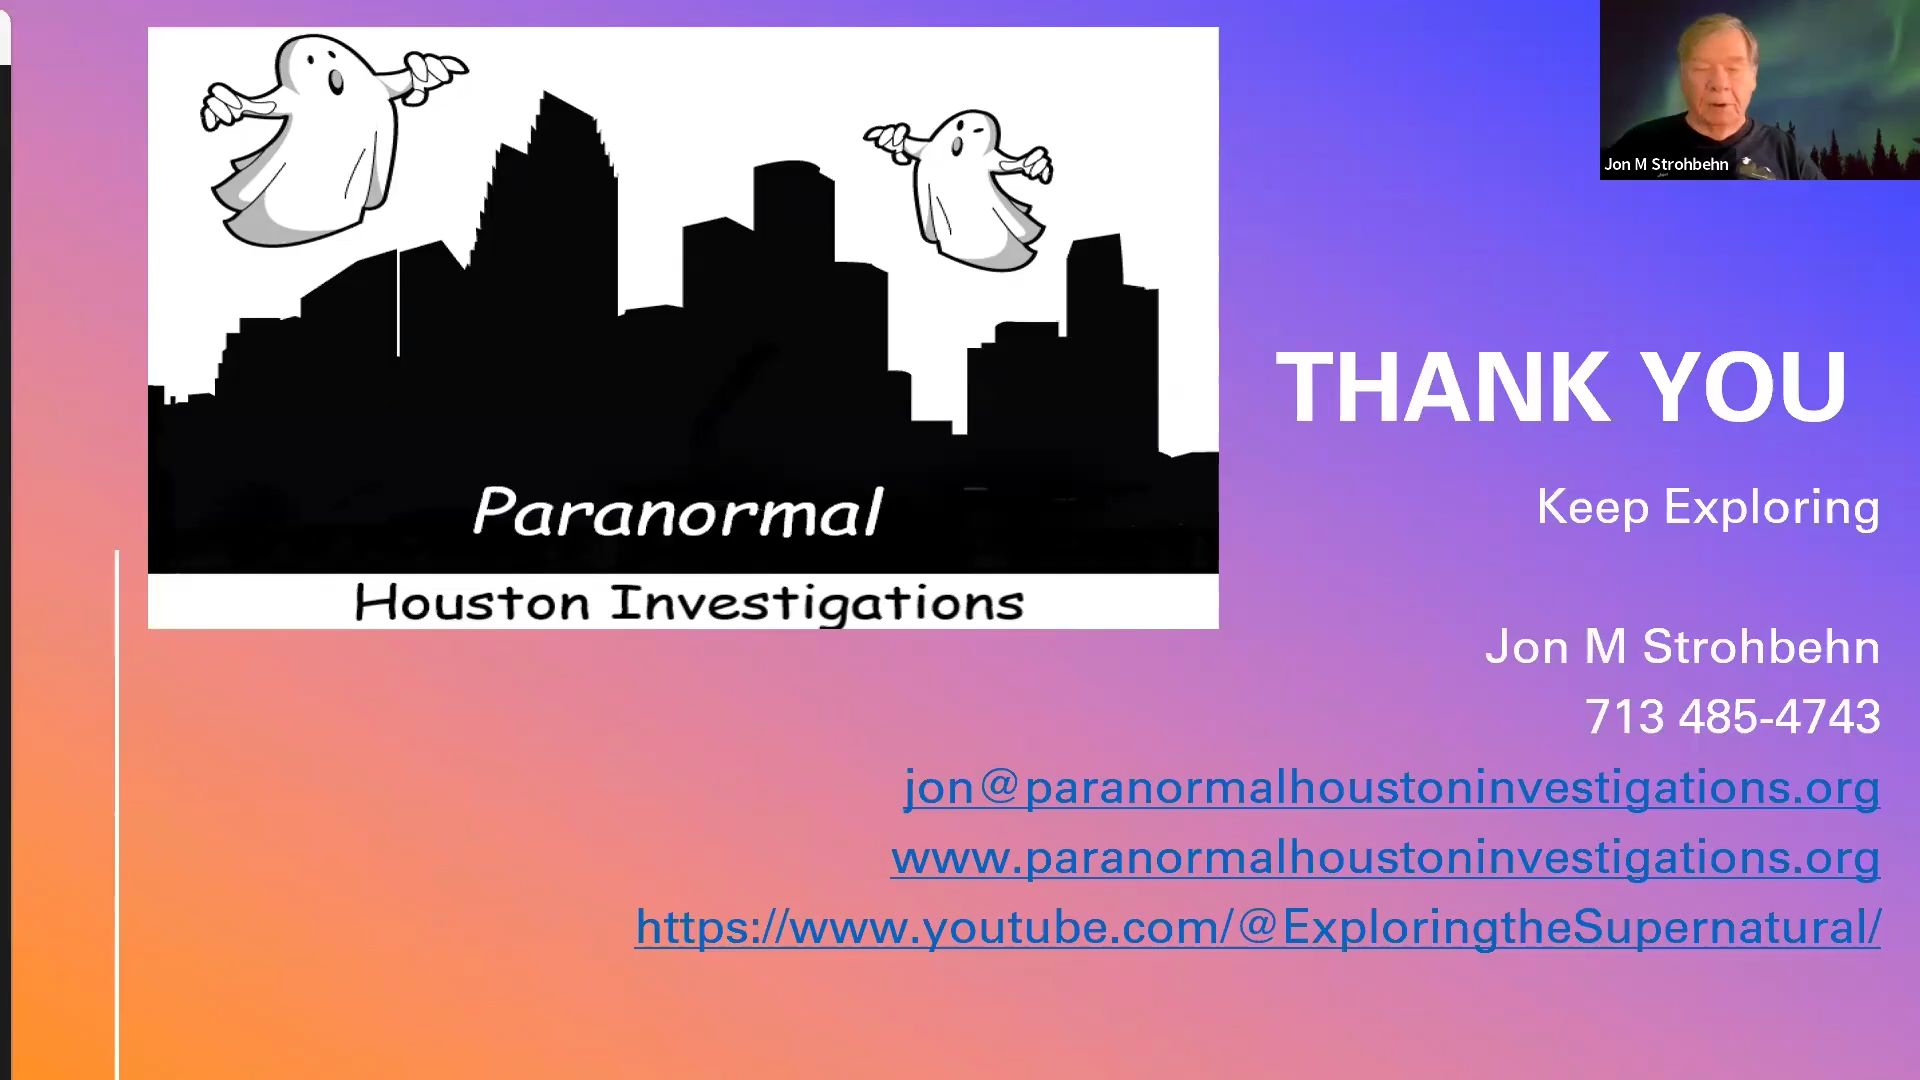 Jon M Strohbehn
Paranormal
Houston Investigations
THANK YOU
Keep Exploring
Jon M Strohbehn
713 485-4743
jon@paranormalhoustoninvestigations.org
www.paranormalhoustoninvestigations.org
https://www.youtube.com/@ExploringtheSupernatural/